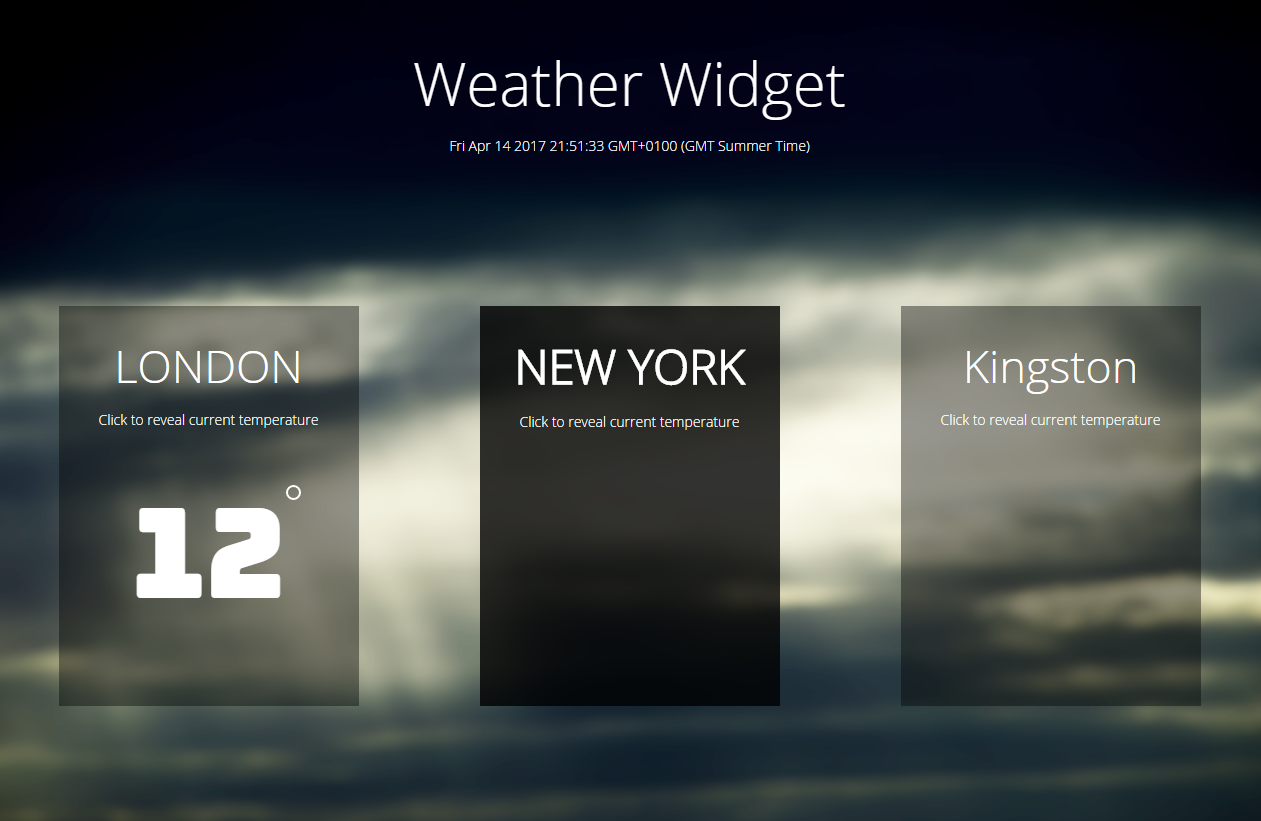 Weather Widget
Fri Apr 14 2017 21:51:33 GMT+0100 (GMT Summer Time)
LONDON
Click to reveal current temperature
12°
NEW YORK
Click to reveal current temperature
Kingston
Click to reveal current temperature